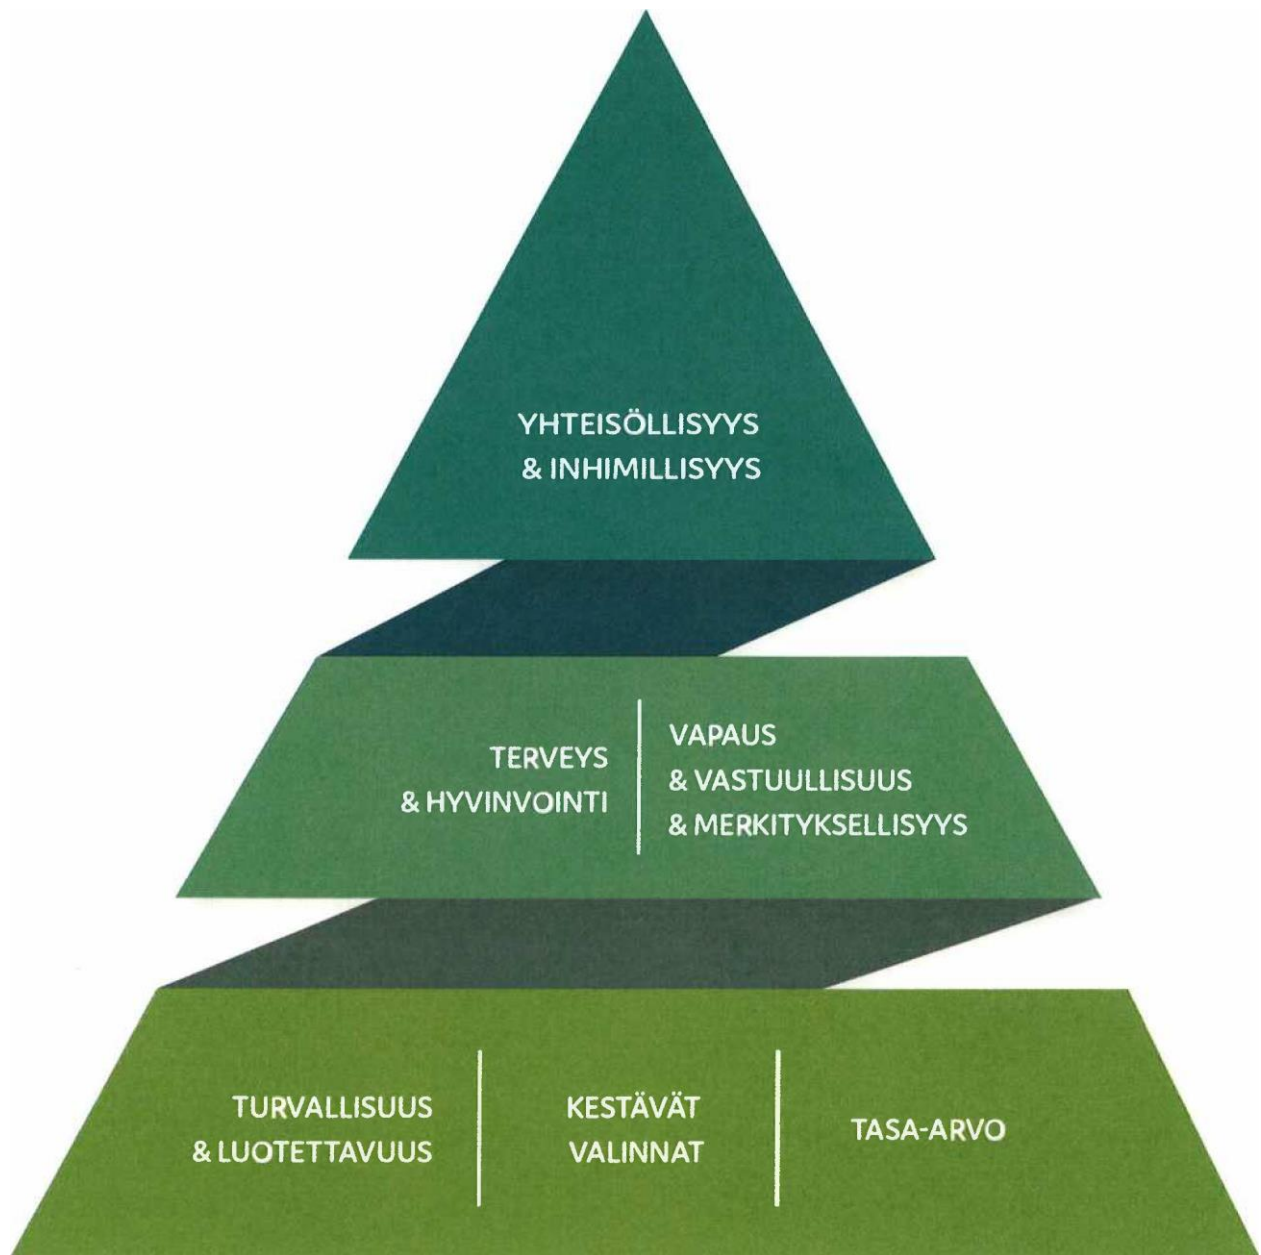 YHTEISÖLLISYYS
& INHIMILLISYYS
TERVEYS
& HYVINVOINTI
VAPAUS
& VASTUULLISUUS
& MERKITYKSELLISYYS
TURVALLISUUS
& LUOTETTAVUUS
KESTÄVÄT
VALINNAT
TASA-ARVO